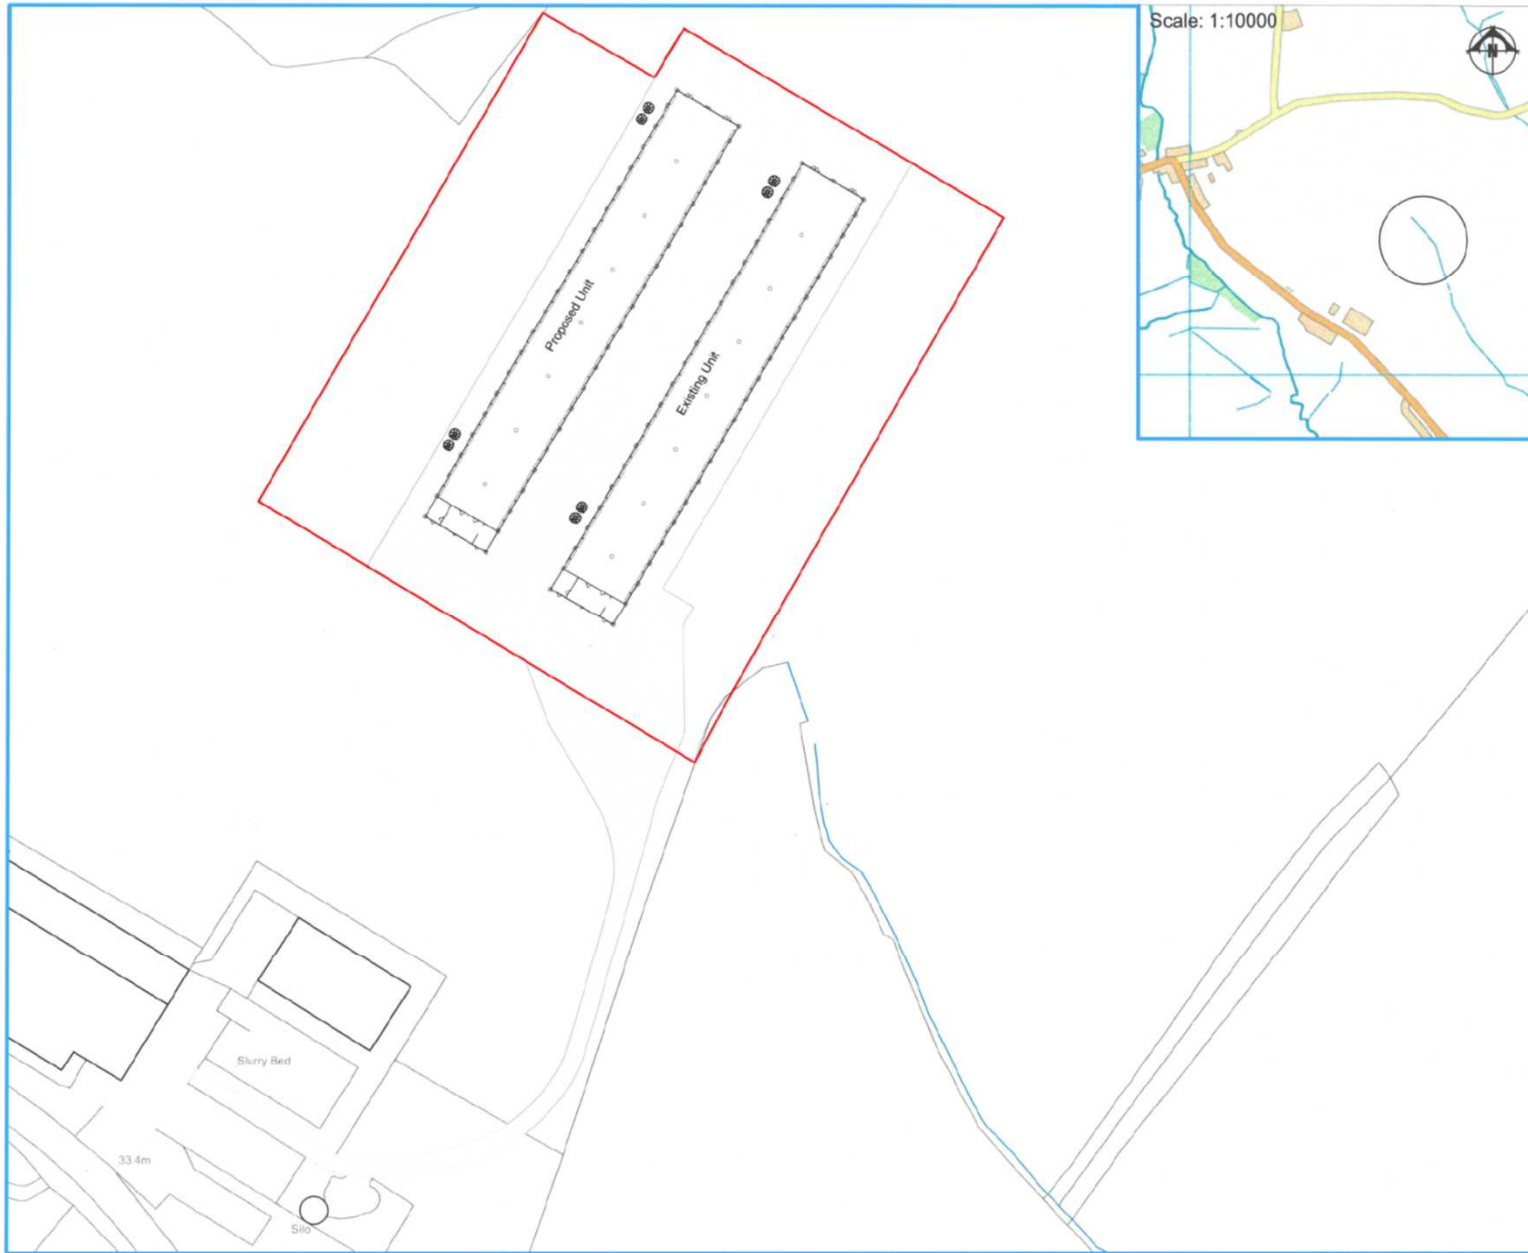 Scale: 1:10000
N
Proposed Unit
Existing Unit
Slurry Bed
33.4m
Silo